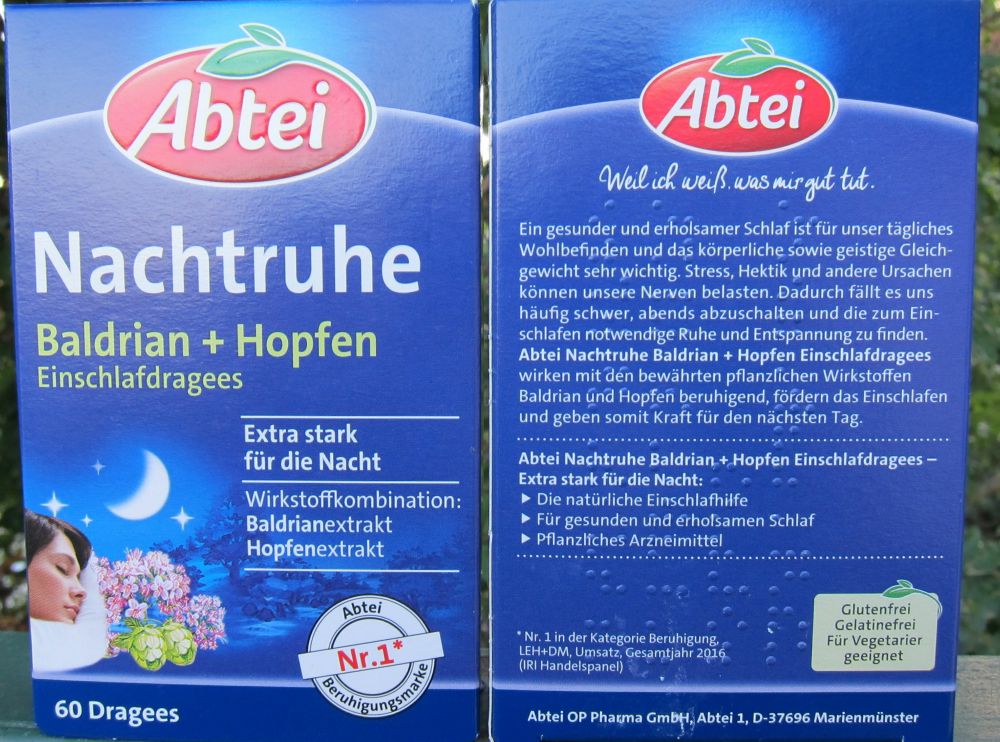 Abtei
Nachtruhe
Baldrian + Hopfen
Einschlafdragees
Extra stark
für die Nacht
Wirkstoffkombination:
Baldrianextrakt
Hopfenextrakt
Abtei
Nr.1*
Beruhigungsmarke
60 Dragees
Abtei
Weil ich weiß, was mir gut tut.
Ein gesunder und erholsamer Schlaf ist für unser tägliches
Wohlbefinden und das körperliche sowie geistige Gleich-
gewicht sehr wichtig. Stress, Hektik und andere Ursachen
können unsere Nerven belasten. Dadurch fällt es uns
häufig schwer, abends abzuschalten und die zum Ein-
schlafen notwendige Ruhe und Entspannung zu finden.
Abtei Nachtruhe Baldrian + Hopfen Einschlafdragees
wirken mit den bewährten pflanzlichen Wirkstoffen
Baldrian und Hopfen beruhigend, fördern das Einschlafen
und geben somit Kraft für den nächsten Tag.
Abtei Nachtruhe Baldrian + Hopfen Einschlafdragees –
Extra stark für die Nacht:
▶ Die natürliche Einschlafhilfe
▶ Für gesunden und erholsamen Schlaf
▶ Pflanzliches Arzneimittel
* Nr. 1 in der Kategorie Beruhigung,
LEH+DM, Umsatz, Gesamtjahr 2016
(IRI Handelspanel)
Glutenfrei
Gelatinefrei
Für Vegetarier
geeignet
Abtei OP Pharma GmbH, Abtei 1, D-37696 Marienmünster